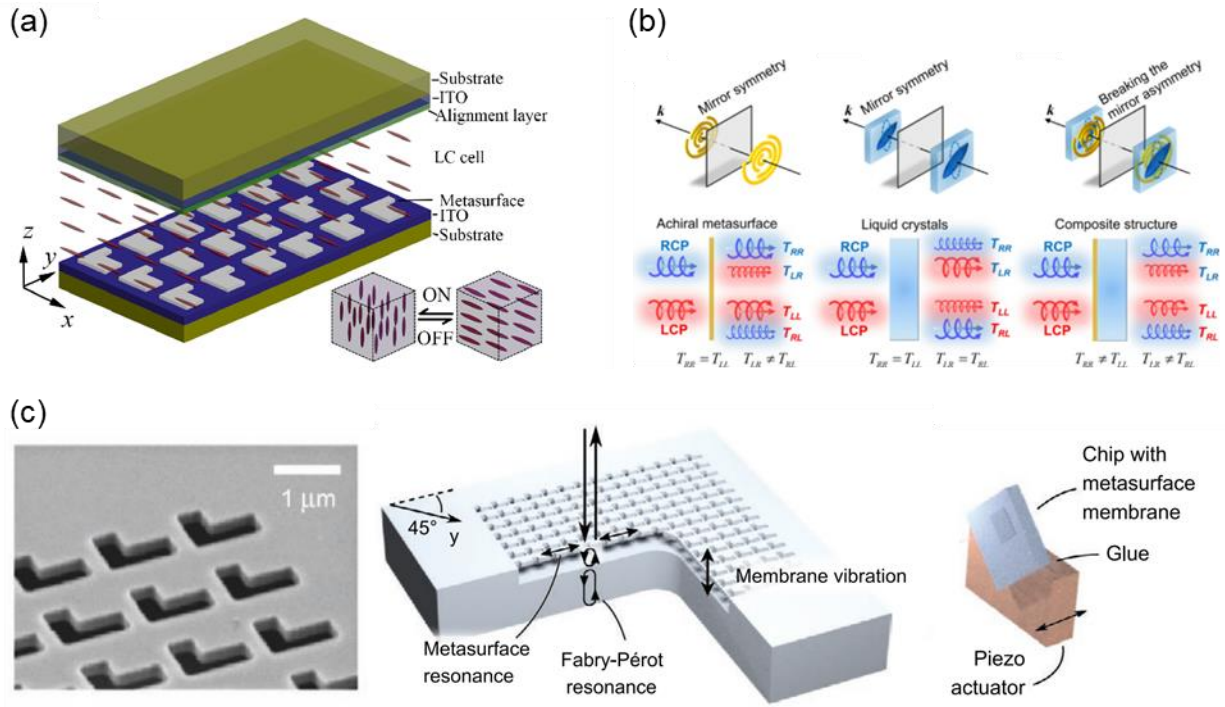 (a)
Substrate
ITO
Alignment layer
LC cell
Metasurface
ITO
Substrate
z
y
x
ON
OFF
(b)
Mirror symmetry
Mirror symmetry
Breaking the
mirror asymmetry
k
k
k
Achiral metasurface
Liquid crystals
Composite structure
RCP
T_RR
T_LR
LCP
T_LL
T_RL
RCP
T_RR
T_LR
LCP
T_LL
T_RL
RCP
T_RR
T_LR
LCP
T_LL
T_RL
T_RR = T_LL T_LR ≠ T_RL
T_RR = T_LL T_LR = T_RL
T_RR ≠ T_LL T_LR ≠ T_RL
(c)
1 μm
45°
y
Metasurface
resonance
Fabry-Pérot
resonance
Membrane vibration
Chip with
metasurface
membrane
Glue
Piezo
actuator